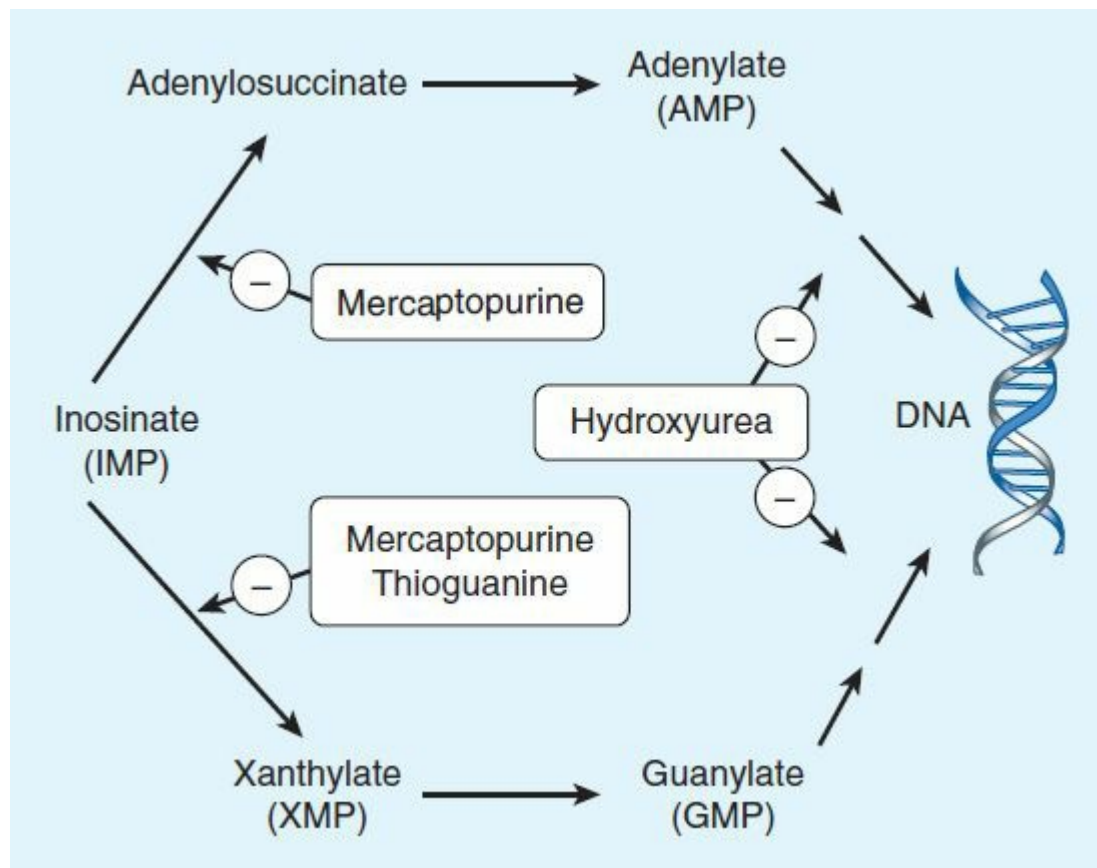 Adenylosuccinate
Adenylate
(AMP)
−
Mercaptopurine
−
Hydroxyurea
DNA
Inosinate
(IMP)
−
Mercaptopurine
Thioguanine
−
Xanthylate
(XMP)
Guanylate
(GMP)